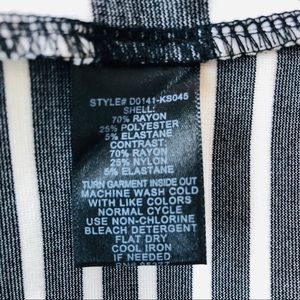 STYLE# D0141-KS045
SHELL:
70% RAYON
25% POLYESTER
5% ELASTANE
CONTRAST:
70% RAYON
25% NYLON
5% ELASTANE
TURN GARMENT INSIDE OUT
MACHINE WASH COLD
WITH LIKE COLORS
NORMAL CYCLE
USE NON-CHLORINE
BLEACH DETERGENT
FLAT DRY
COOL IRON
IF NEEDED